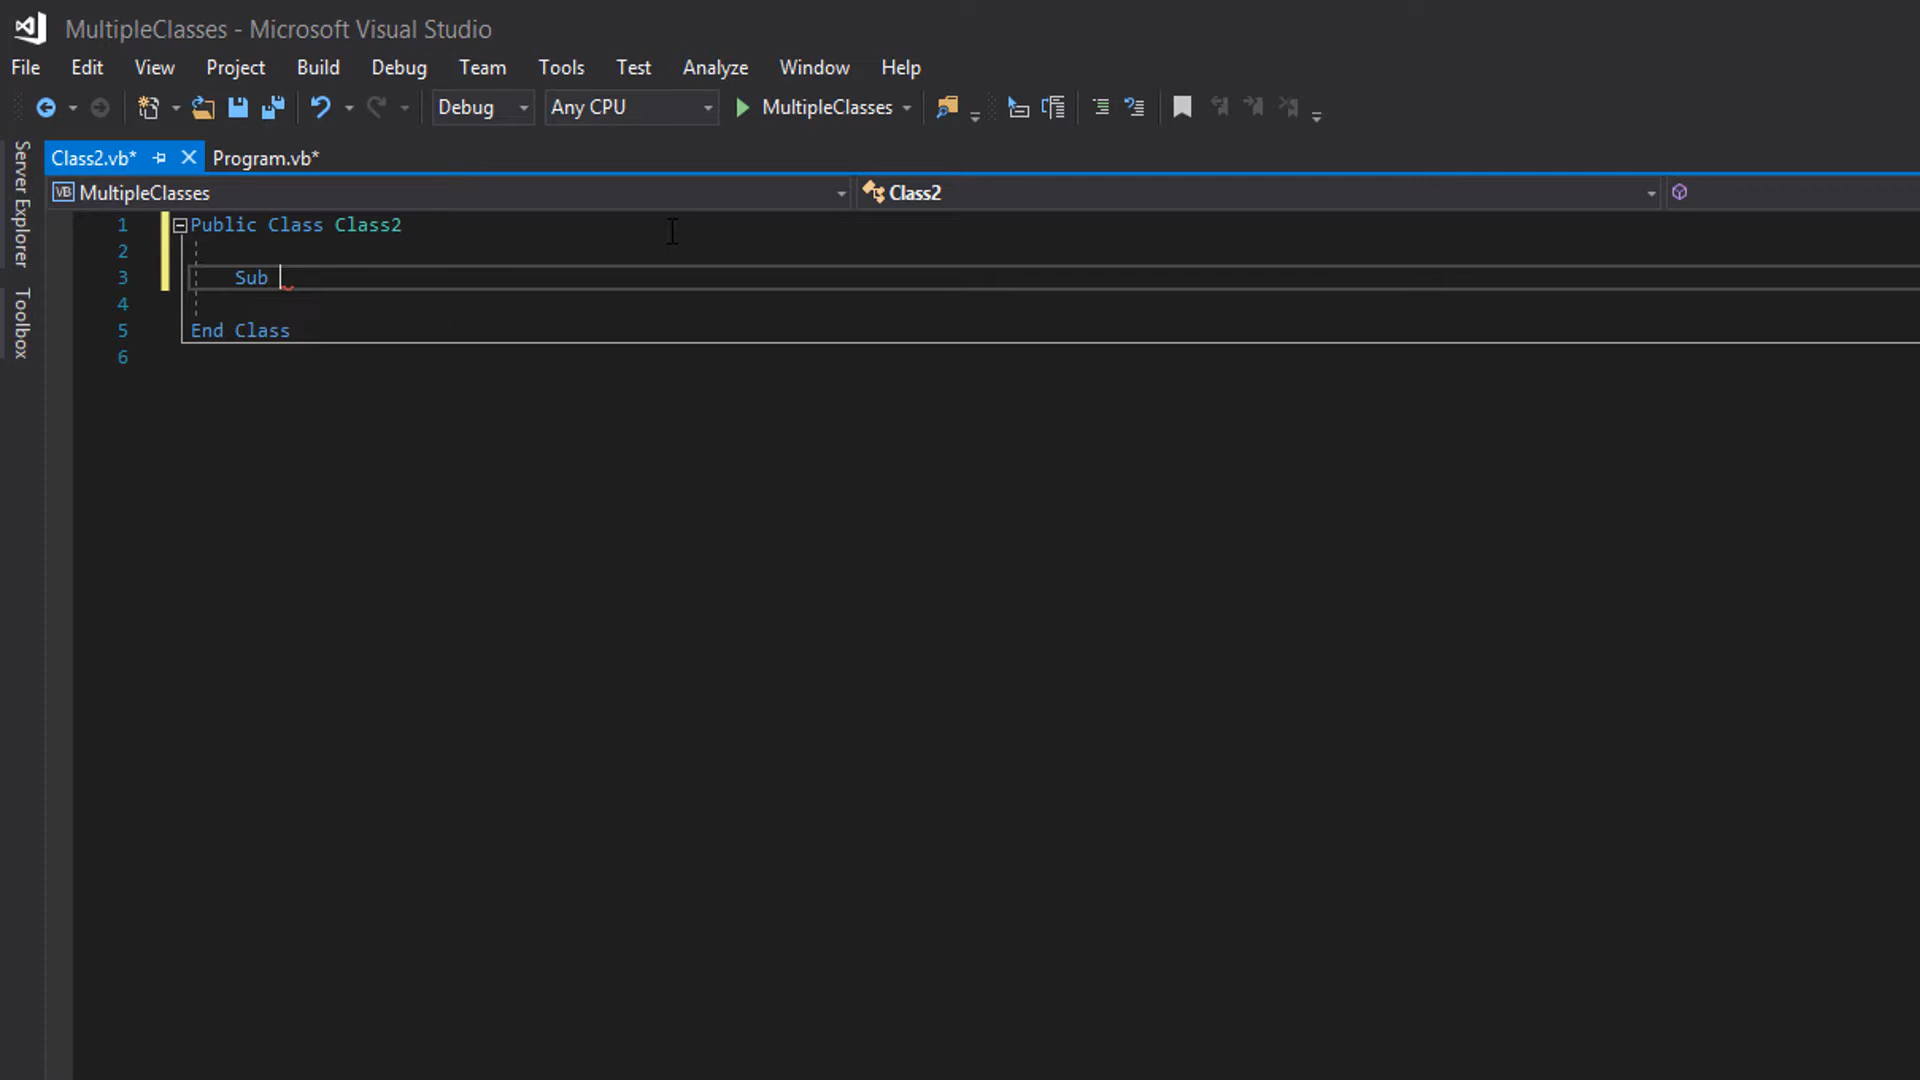 MultipleClasses - Microsoft Visual Studio
File Edit View Project Build Debug Team Tools Test Analyze Window Help
Debug Any CPU MultipleClasses
Server Explorer
Toolbox
Class2.vb* Program.vb*
VB MultipleClasses Class2
1 Public Class Class2
2
3 Sub
4
5 End Class
6